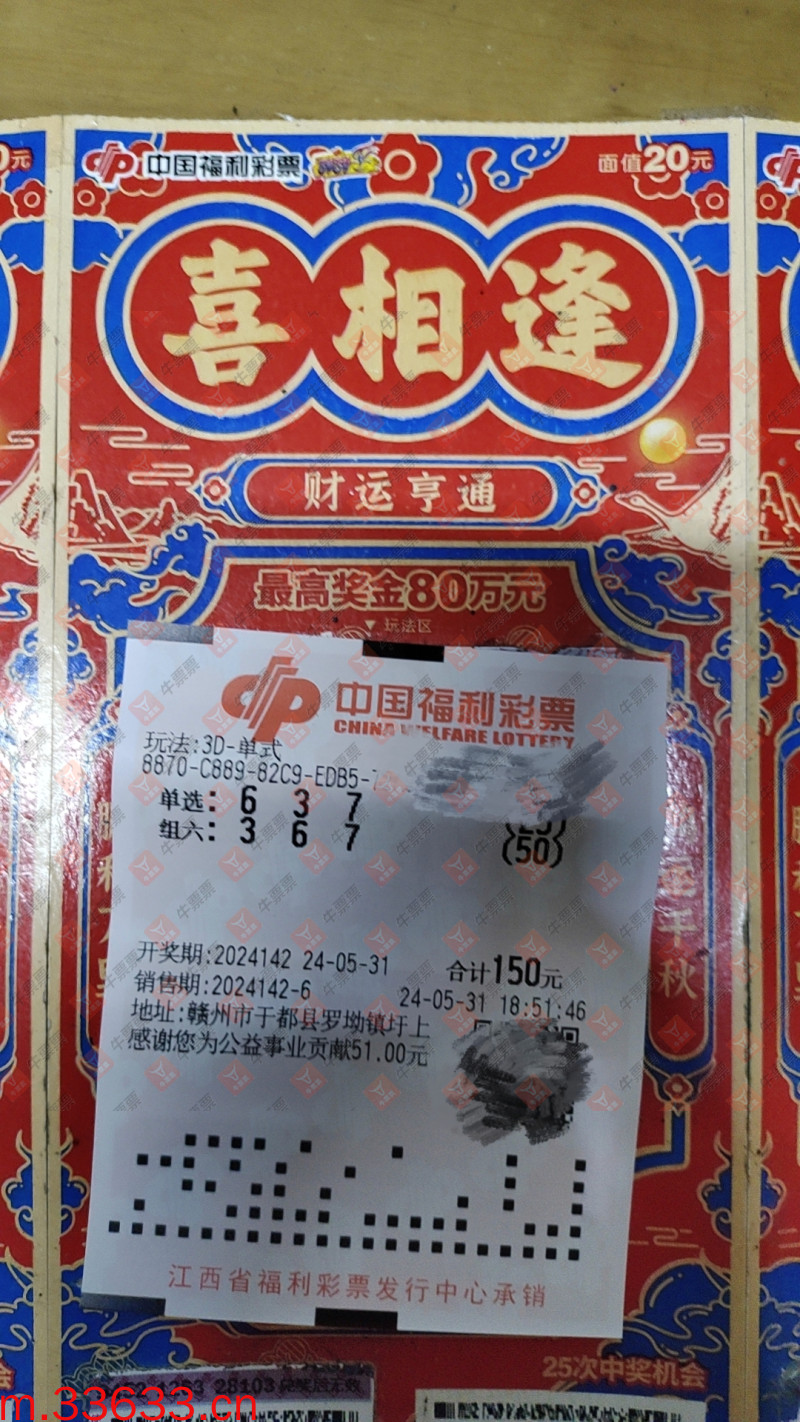 中国福利彩票
面值20元
喜相逢
财运亨通
最高奖金80万元
玩法区
中国福利彩票
CHINA WELFARE LOTTERY
玩法:3D-单式
8870-C889-82C9-EDB5-7
单选: 6 3 7
组六: 3 6 7 (50)
开奖期:2024142 24-05-31 合计150元
销售期:2024142-6 24-05-31 18:51:46
地址:赣州市于都县罗坳镇圩上
感谢您为公益事业贡献51.00元
江西省福利彩票发行中心承销
25次中奖机会
28103
m.33633.cn
牛票票